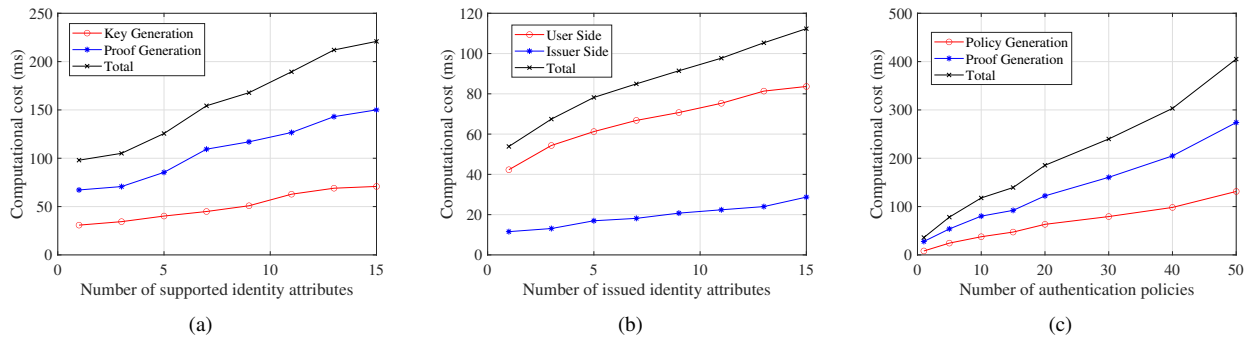 250
200
150
100
50
0
Computational cost (ms)
Key Generation
Proof Generation
Total
0
5
10
15
Number of supported identity attributes
(a)
120
100
80
60
40
20
0
Computational cost (ms)
User Side
Issuer Side
Total
0
5
10
15
Number of issued identity attributes
(b)
500
400
300
200
100
0
Computational cost (ms)
Policy Generation
Proof Generation
Total
0
10
20
30
40
50
Number of authentication policies
(c)